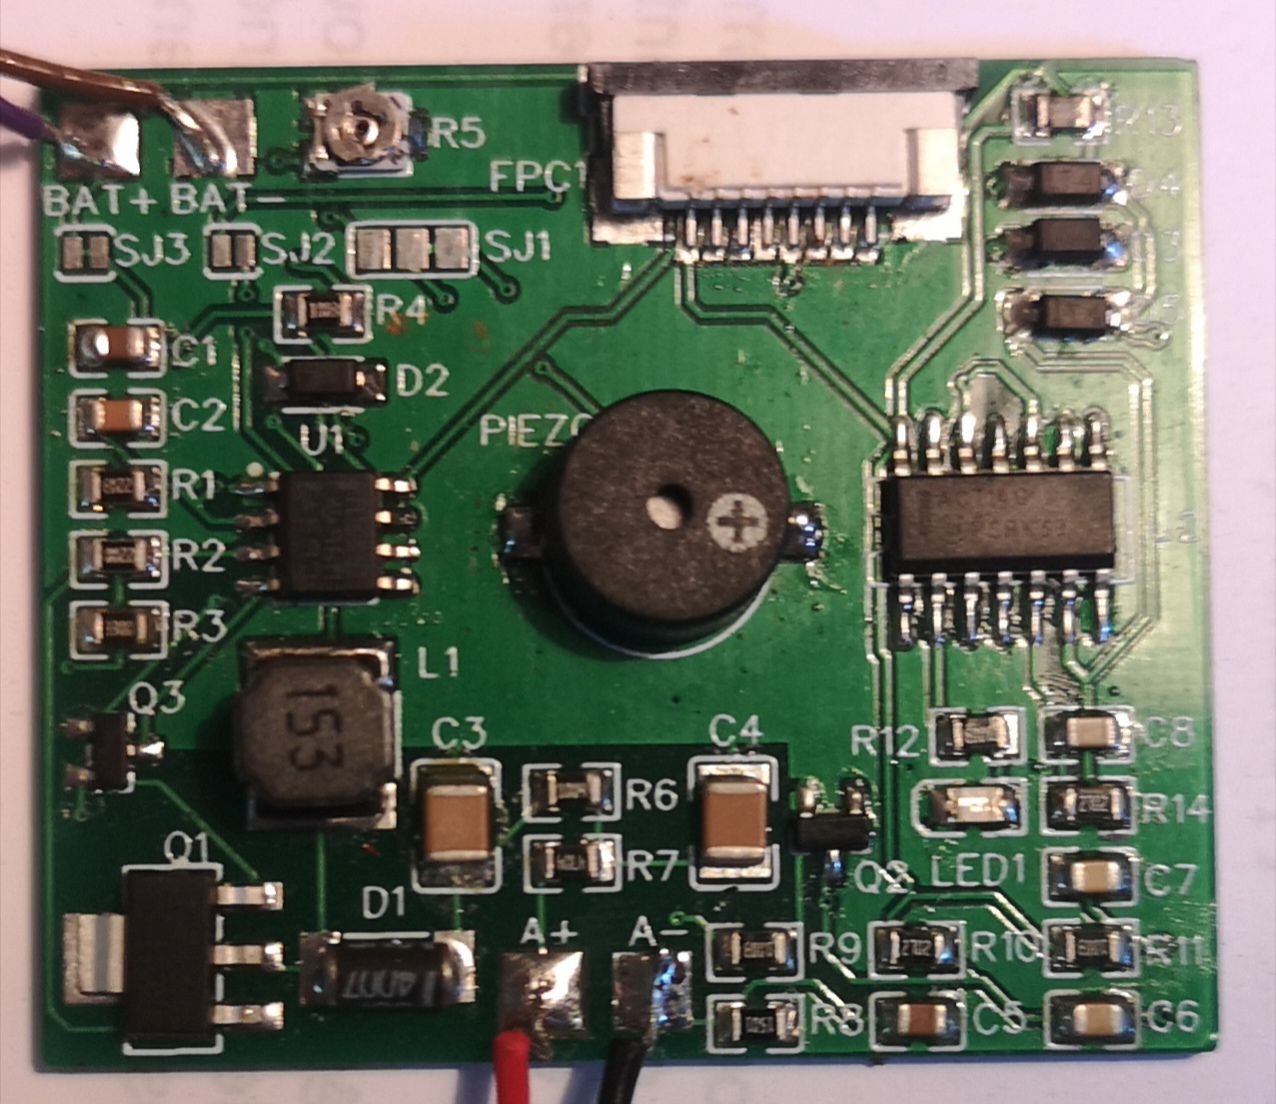 R5
FPC1
BAT+ BAT-
SJ3
SJ2
SJ1
R13
R4
C1
D2
C2
U1
PIEZO
R1
R2
R3
L1
153
Q3
C3
C4
R12
C8
R6
R14
R7
Q1
Q2
LED1
C7
D1
4007
A+
A-
R9
R10
R11
R8
C5
C6